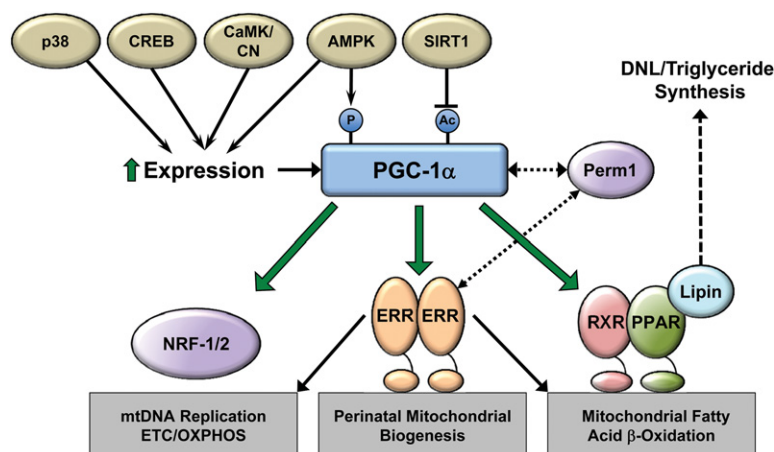 p38
CREB
CaMK/
CN
AMPK
SIRT1
DNL/Triglyceride
Synthesis
P
Ac
Expression
PGC-1α
Perm1
Lipin
NRF-1/2
ERR
ERR
RXR
PPAR
mtDNA Replication
ETC/OXPHOS
Perinatal Mitochondrial
Biogenesis
Mitochondrial Fatty
Acid β-Oxidation